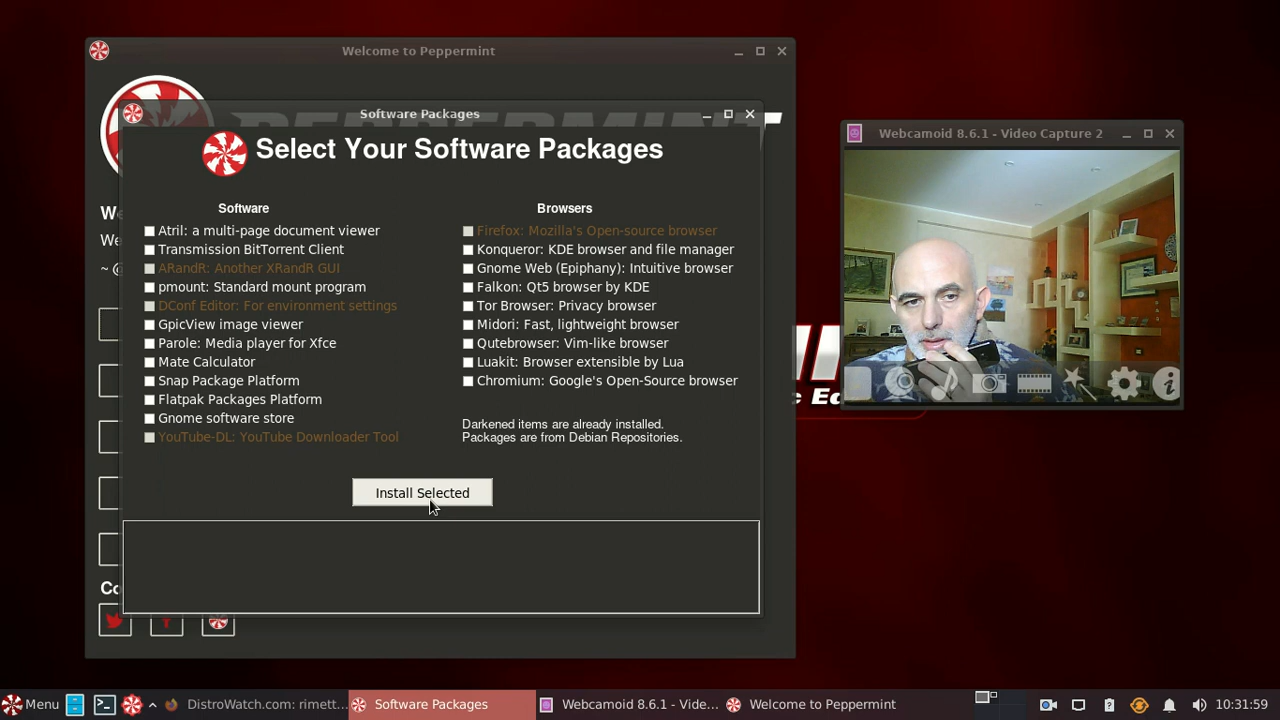 Welcome to Peppermint
Software Packages
Select Your Software Packages
Software
Atril: a multi-page document viewer
Transmission BitTorrent Client
ARandR: Another XRandR GUI
pmount: Standard mount program
DConf Editor: For environment settings
GpicView image viewer
Parole: Media player for Xfce
Mate Calculator
Snap Package Platform
Flatpak Packages Platform
Gnome software store
YouTube-DL: YouTube Downloader Tool
Browsers
Firefox: Mozilla's Open-source browser
Konqueror: KDE browser and file manager
Gnome Web (Epiphany): Intuitive browser
Falkon: Qt5 browser by KDE
Tor Browser: Privacy browser
Midori: Fast, lightweight browser
Qutebrowser: Vim-like browser
Luakit: Browser extensible by Lua
Chromium: Google's Open-Source browser
Darkened items are already installed.
Packages are from Debian Repositories.
Install Selected
We
We
~ @
Co
Webcamoid 8.6.1 - Video Capture 2
Menu
DistroWatch.com: rimett...
Software Packages
Webcamoid 8.6.1 - Vide...
Welcome to Peppermint
10:31:59